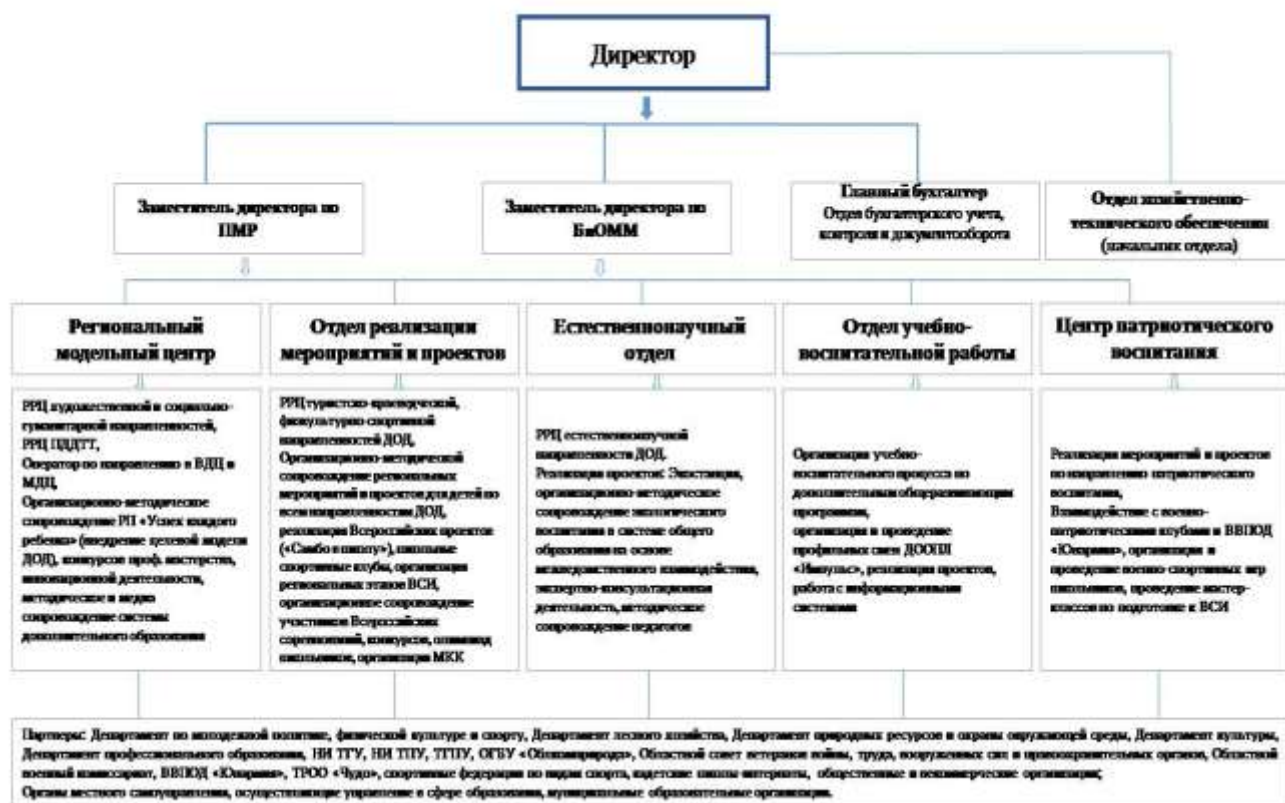 Директор
Заместитель директора по
ПМР
Заместитель директора по
БиОММ
Главный бухгалтер
Отдел бухгалтерского учета,
контроля и документооборота
Отдел хозяйственно-
технического обеспечения
(начальник отдела)
Региональный
модельный центр
Отдел реализации
мероприятий и проектов
Естественнонаучный
отдел
Отдел учебно-
воспитательной работы
Центр патриотического
воспитания
РРЦ художественной и социально-
гуманитарной направленностей,
РРЦ ПДДТТ,
Оператор по направлению в ВДЦ и
МДЦ,
Организационно-методическое
сопровождение РП «Успех каждого
ребенка» (внедрение целевой модели
ДОД), конкурсов проф. мастерства,
инновационной деятельности,
методическое и медиа
сопровождение системы
дополнительного образования
РРЦ туристско-краеведческой,
физкультурно-спортивной
направленностей ДОД,
Организационно-методической
сопровождение региональных
мероприятий и проектов для детей по
всем направленностям ДОД,
реализация Всероссийских проектов
(«Самбо в школу»), школьные
спортивные клубы, организация
региональных этапов ВСИ,
организационное сопровождение
участников Всероссийских
соревнований, конкурсов, олимпиад
школьников, организация МКК
РРЦ естественнонаучной
направленности ДОД.
Реализация проектов: Экостанция,
организационно-методическое
сопровождение экологического
воспитания в системе общего
образования на основе
межведомственного взаимодействия,
экспертно-консультационная
деятельность, методическое
сопровождение педагогов
Организация учебно-
воспитательного процесса по
дополнительным общеразвивающим
программам,
организация и проведение
профильных смен ДООПЛ
«Импульс», реализация проектов,
работа с информационными
системами
Реализация мероприятий и проектов
по направлению патриотического
воспитания,
Взаимодействие с военно-
патриотическими клубами и ВВПОД
«Юнармия», организация и
проведение военно-спортивных игр
школьников, проведение мастер-
классов по подготовке к ВСИ
Партнеры: Департамент по молодежной политике, физической культуре и спорту, Департамент лесного хозяйства, Департамент природных ресурсов и охраны окружающей среды, Департамент культуры,
Департамент профессионального образования, НИ ТГУ, НИ ТПУ, ТГПУ, ОГБУ «Облкомприрода», Областной совет ветеранов войны, труда, вооруженных сил и правоохранительных органов, Областной
военный комиссариат, ВВПОД «Юнармия», ТРОО «Чудо», спортивные федерации по видам спорта, кадетские школы-интернаты, общественные и некоммерческие организации;
Органы местного самоуправления, осуществляющие управление в сфере образования, муниципальные образовательные организации.